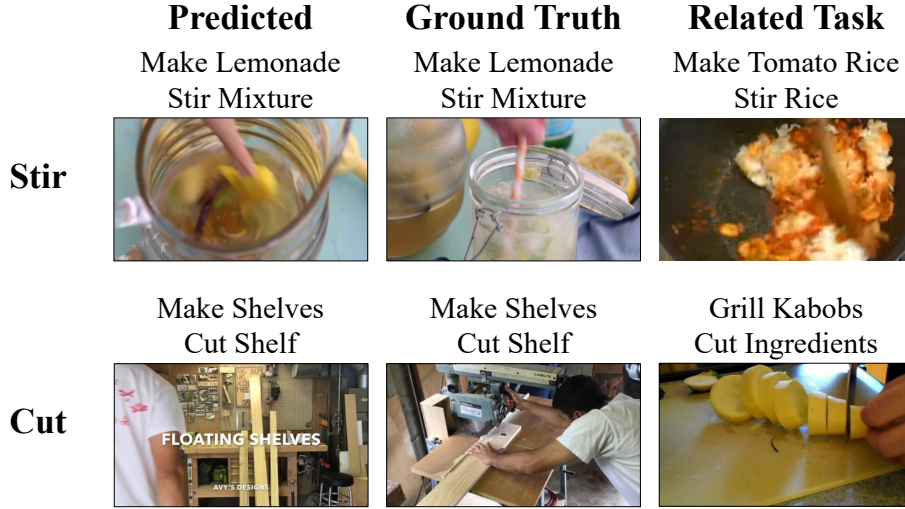 Predicted Ground Truth Related Task
Make Lemonade Make Lemonade Make Tomato Rice
Stir Mixture Stir Mixture Stir Rice
Stir
Make Shelves Make Shelves Grill Kabobs
Cut Shelf Cut Shelf Cut Ingredients
Cut
FLOATING SHELVES
AVY'S DESIGNS